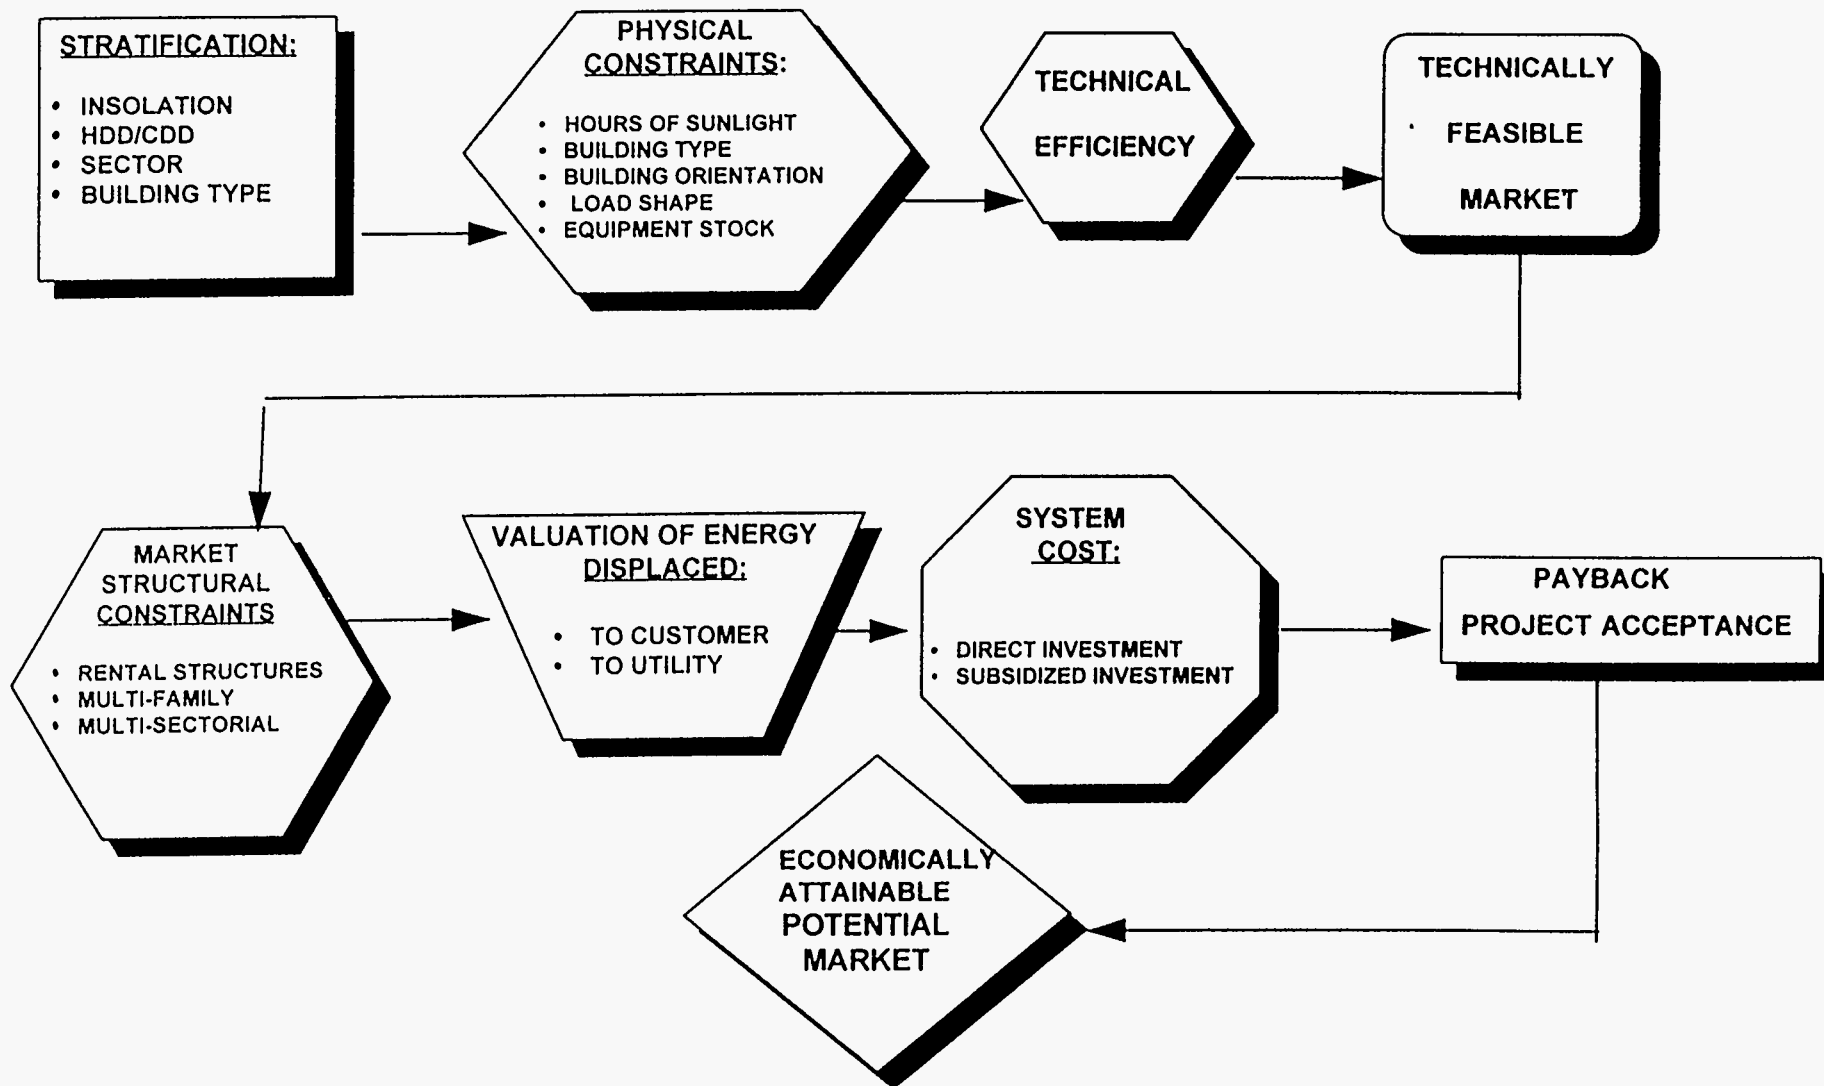 STRATIFICATION:
• INSOLATION
• HDD/CDD
• SECTOR
• BUILDING TYPE
PHYSICAL
CONSTRAINTS:
• HOURS OF SUNLIGHT
• BUILDING TYPE
• BUILDING ORIENTATION
• LOAD SHAPE
• EQUIPMENT STOCK
TECHNICAL
EFFICIENCY
TECHNICALLY
FEASIBLE
MARKET
MARKET
STRUCTURAL
CONSTRAINTS
• RENTAL STRUCTURES
• MULTI-FAMILY
• MULTI-SECTORIAL
VALUATION OF ENERGY
DISPLACED:
• TO CUSTOMER
• TO UTILITY
SYSTEM
COST:
• DIRECT INVESTMENT
• SUBSIDIZED INVESTMENT
PAYBACK
PROJECT ACCEPTANCE
ECONOMICALLY
ATTAINABLE
POTENTIAL
MARKET